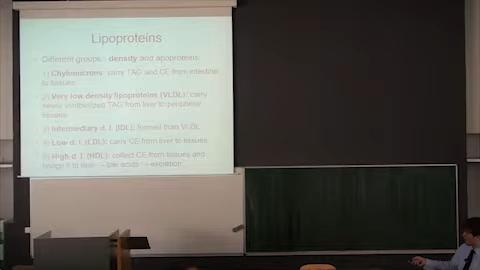 Lipoproteins
Different groups: density and apoproteins:
1) Chylomicrons: carry TAG and CE from intestine
to tissues
2) Very low density lipoproteins (VLDL): carry
newly synthetized TAG from liver to peripheral
tissues
3) Intermediary d. l. (IDL): formed from VLDL
4) Low d. l. (LDL): carry CE from liver to tissues
5) High d. l. (HDL): collect CE from tissues and
bring it to liver → bile acids → excretion